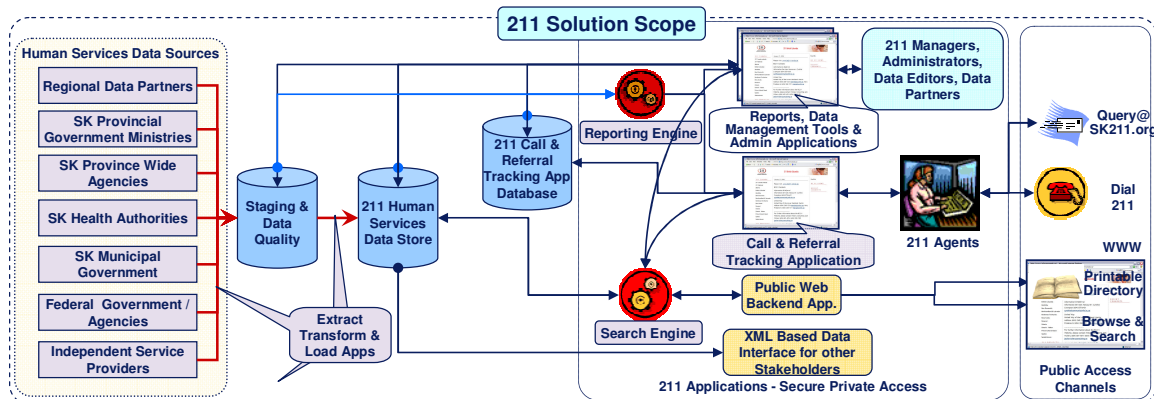 211 Solution Scope
Human Services Data Sources
Regional Data Partners
SK Provincial
Government Ministries
SK Province Wide
Agencies
SK Health Authorities
SK Municipal
Government
Federal Government /
Agencies
Independent Service
Providers
Staging &
Data
Quality
211 Human
Services
Data Store
Extract
Transform &
Load Apps
211 Call &
Referral
Tracking App
Database
Reporting Engine
Search Engine
Reports, Data
Management Tools &
Admin Applications
Call & Referral
Tracking Application
Public Web
Backend App.
XML Based Data
Interface for other
Stakeholders
211 Applications - Secure Private Access
211 Managers,
Administrators,
Data Editors, Data
Partners
211 Agents
Query@
SK211.org
Dial
211
WWW
Printable
Directory
Browse &
Search
Public Access
Channels